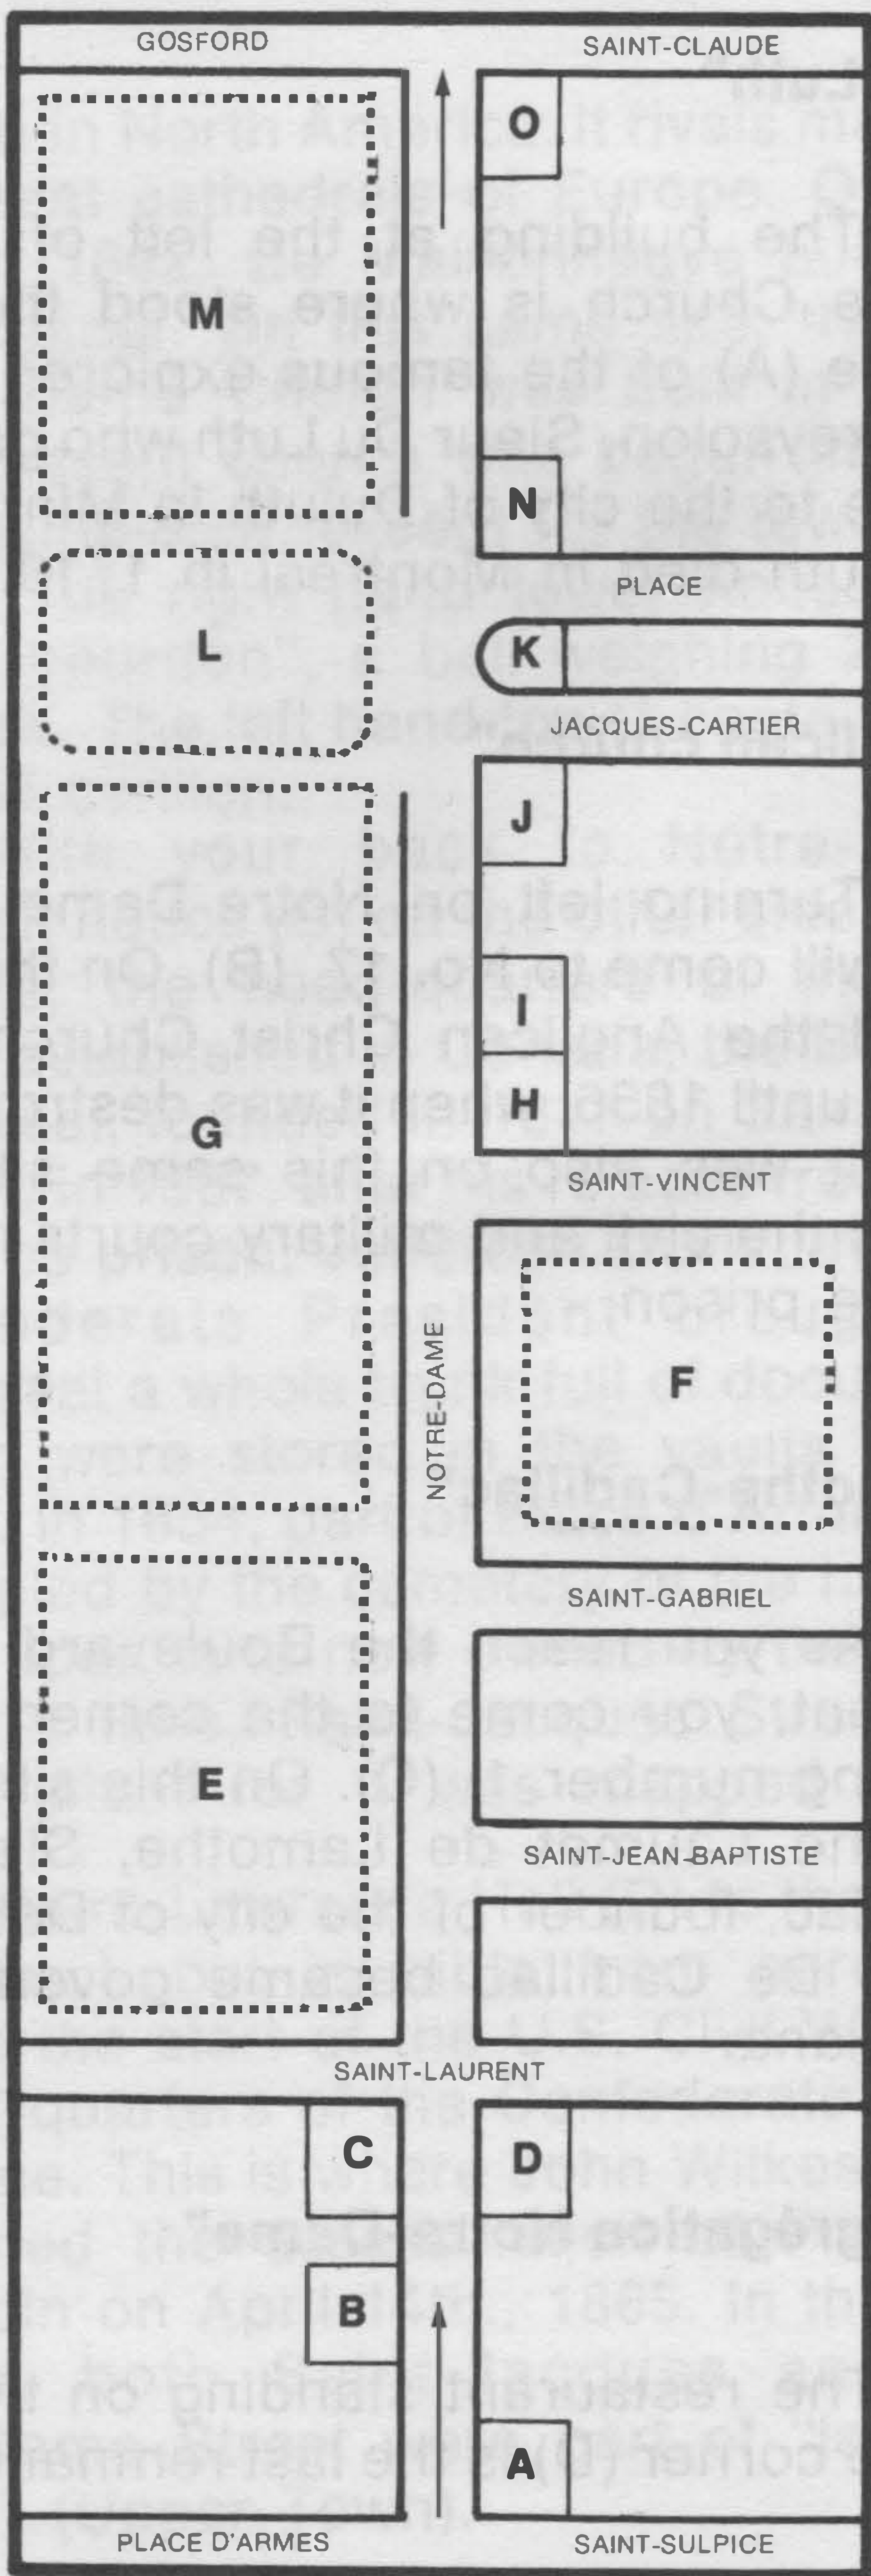 GOSFORD
SAINT-CLAUDE
O
M
N
PLACE
L
K
JACQUES-CARTIER
J
I
G
H
SAINT-VINCENT
NOTRE-DAME
F
SAINT-GABRIEL
E
SAINT-JEAN-BAPTISTE
SAINT-LAURENT
C
D
B
A
PLACE D'ARMES
SAINT-SULPICE